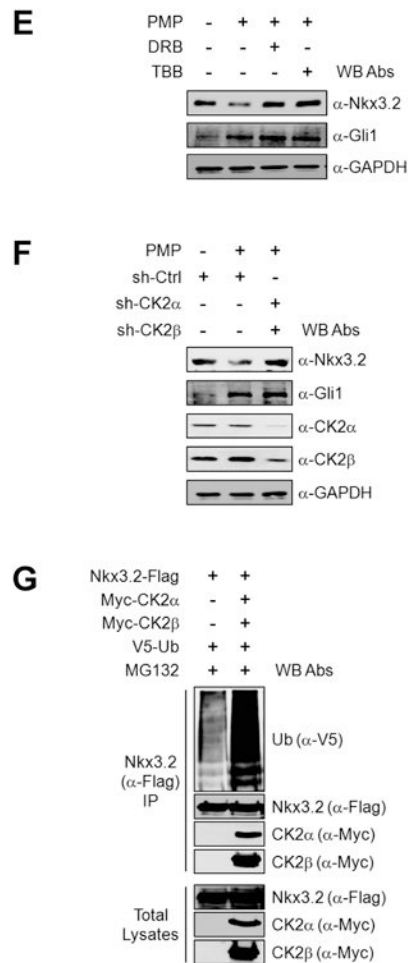 E
PMP - + + +
DRB - - + -
TBB - - - + WB Abs
α-Nkx3.2
α-Gli1
α-GAPDH
F
PMP - + +
sh-Ctrl + + -
sh-CK2α - - +
sh-CK2β - - + WB Abs
α-Nkx3.2
α-Gli1
α-CK2α
α-CK2β
α-GAPDH
G
Nkx3.2-Flag + +
Myc-CK2α - +
Myc-CK2β - +
V5-Ub + +
MG132 + + WB Abs
Nkx3.2
(α-Flag)
IP
Ub (α-V5)
Nkx3.2 (α-Flag)
CK2α (α-Myc)
CK2β (α-Myc)
Total
Lysates
Nkx3.2 (α-Flag)
CK2α (α-Myc)
CK2β (α-Myc)